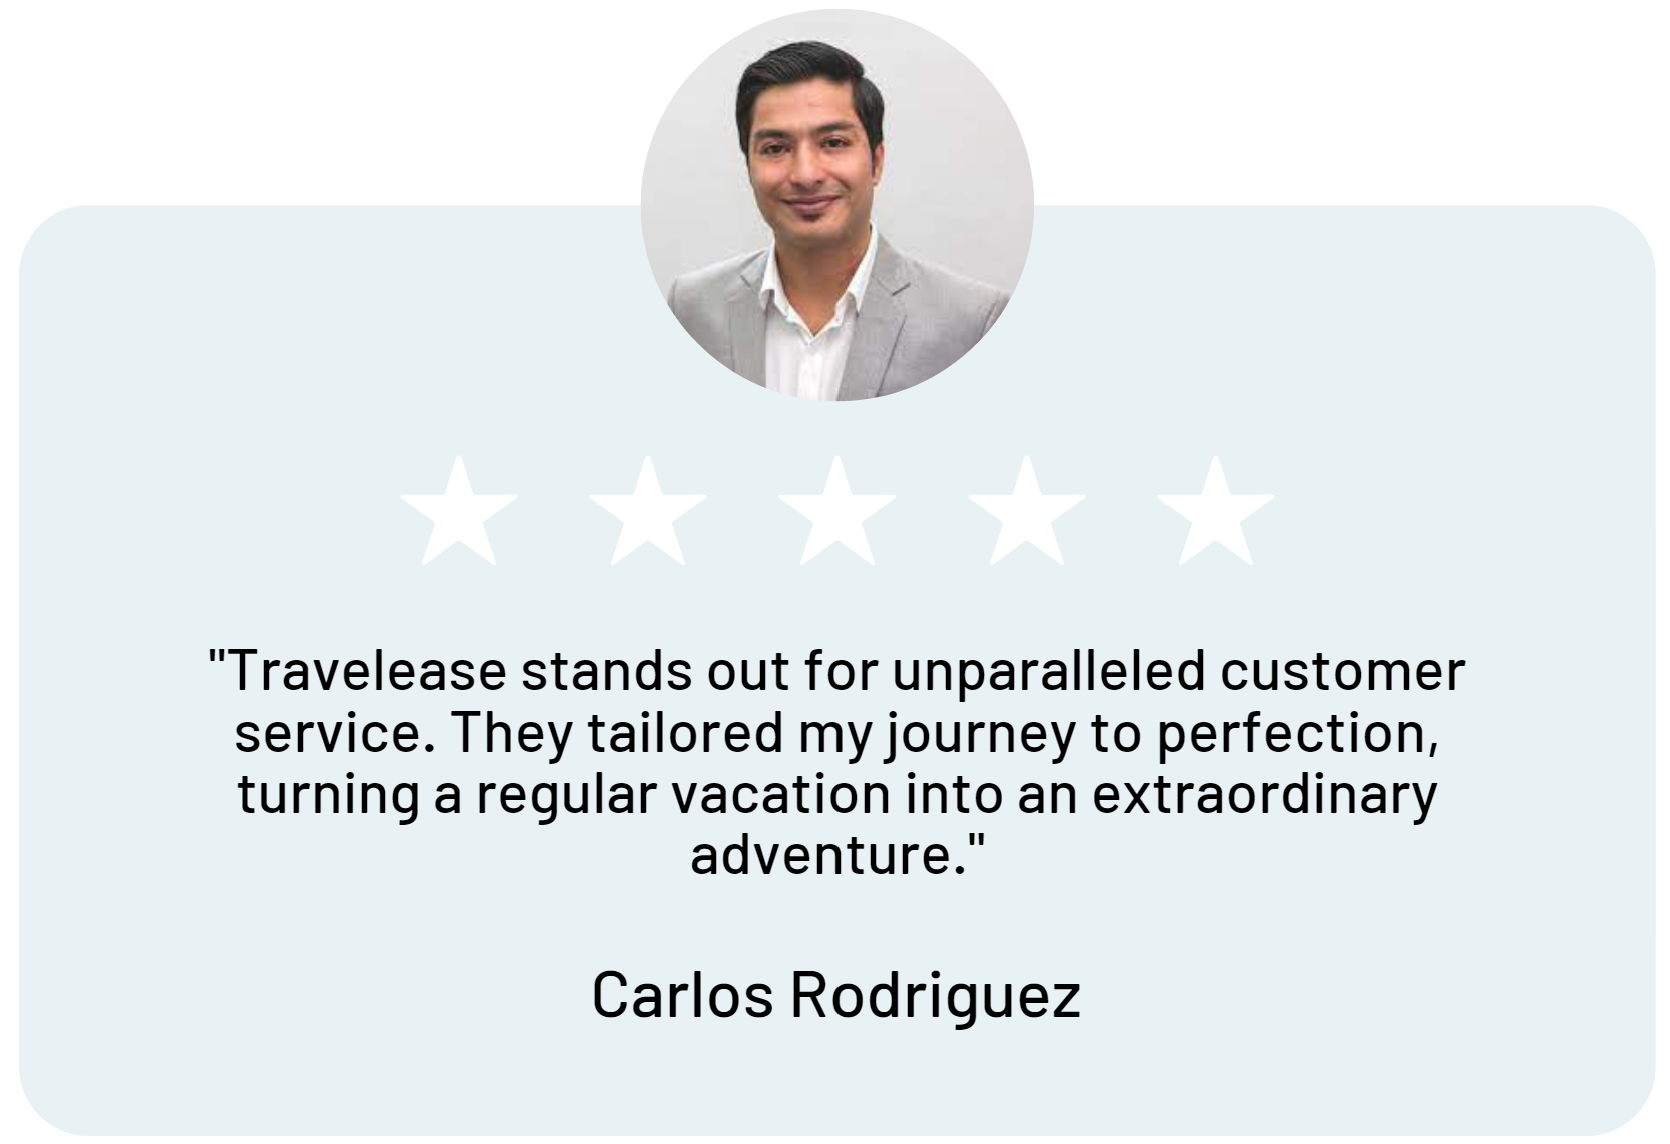 "Travelease stands out for unparalleled customer
service. They tailored my journey to perfection,
turning a regular vacation into an extraordinary
adventure."
Carlos Rodriguez